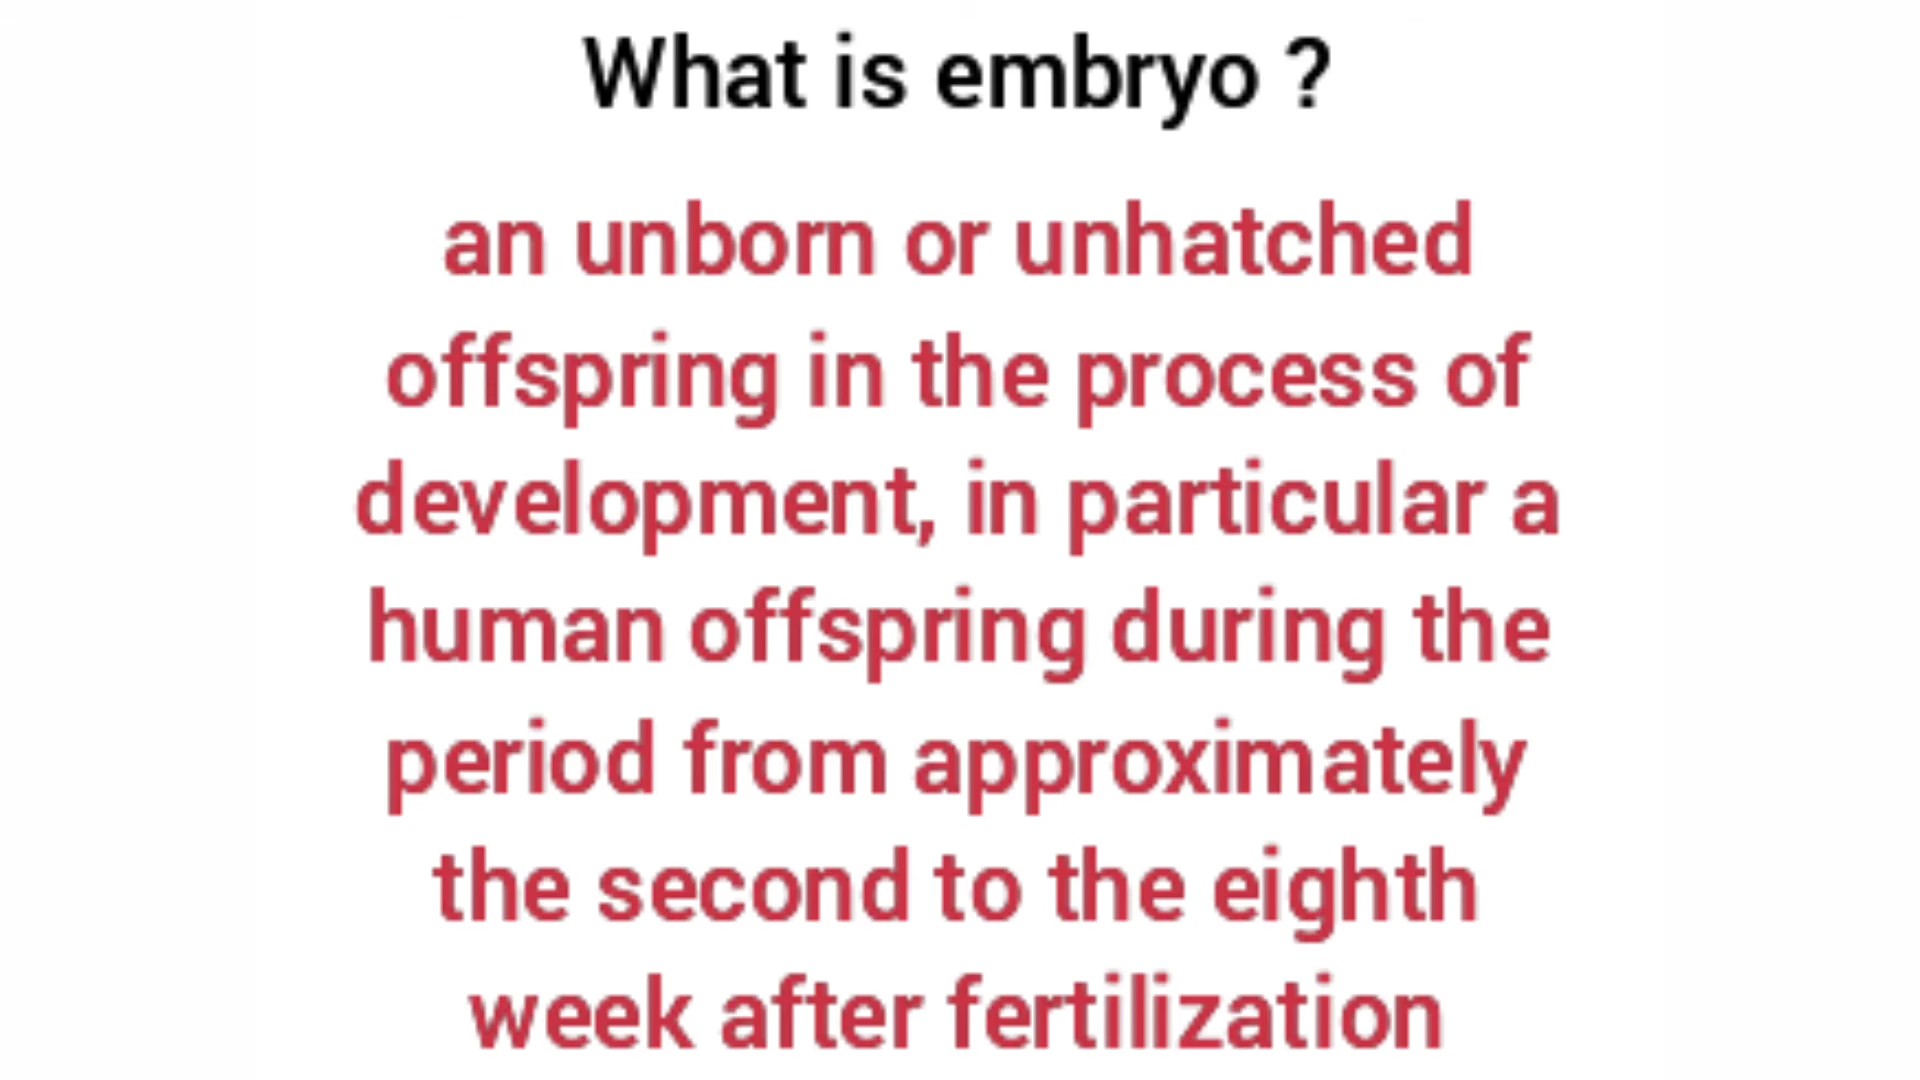 What is embryo ?
an unborn or unhatched
offspring in the process of
development, in particular a
human offspring during the
period from approximately
the second to the eighth
week after fertilization